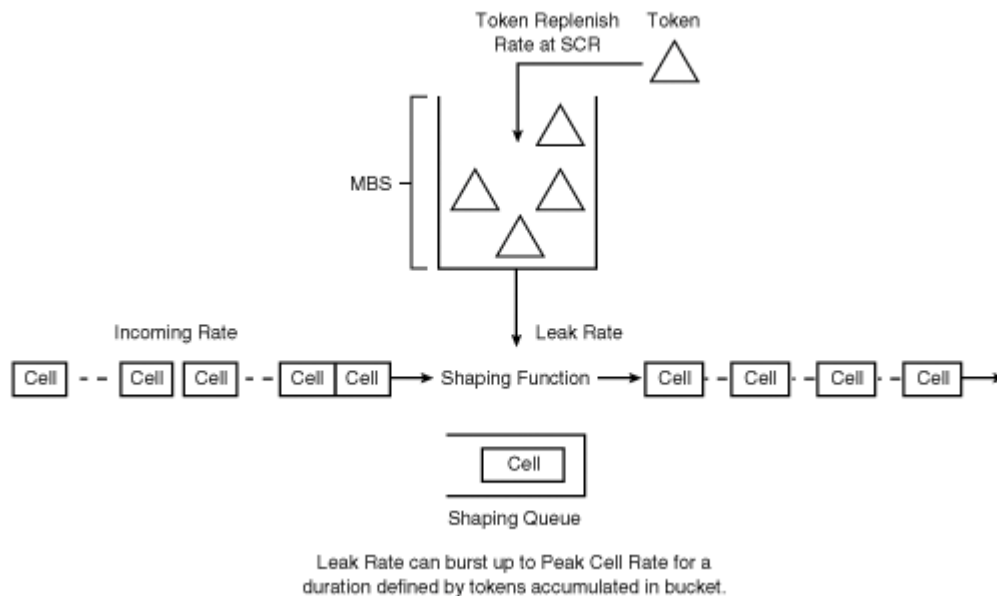 Token Replenish
Rate at SCR
Token
MBS
Incoming Rate
Leak Rate
Cell
Cell
Cell
Cell
Cell
Shaping Function
Cell
Cell
Cell
Cell
Cell
Shaping Queue
Leak Rate can burst up to Peak Cell Rate for a
duration defined by tokens accumulated in bucket.